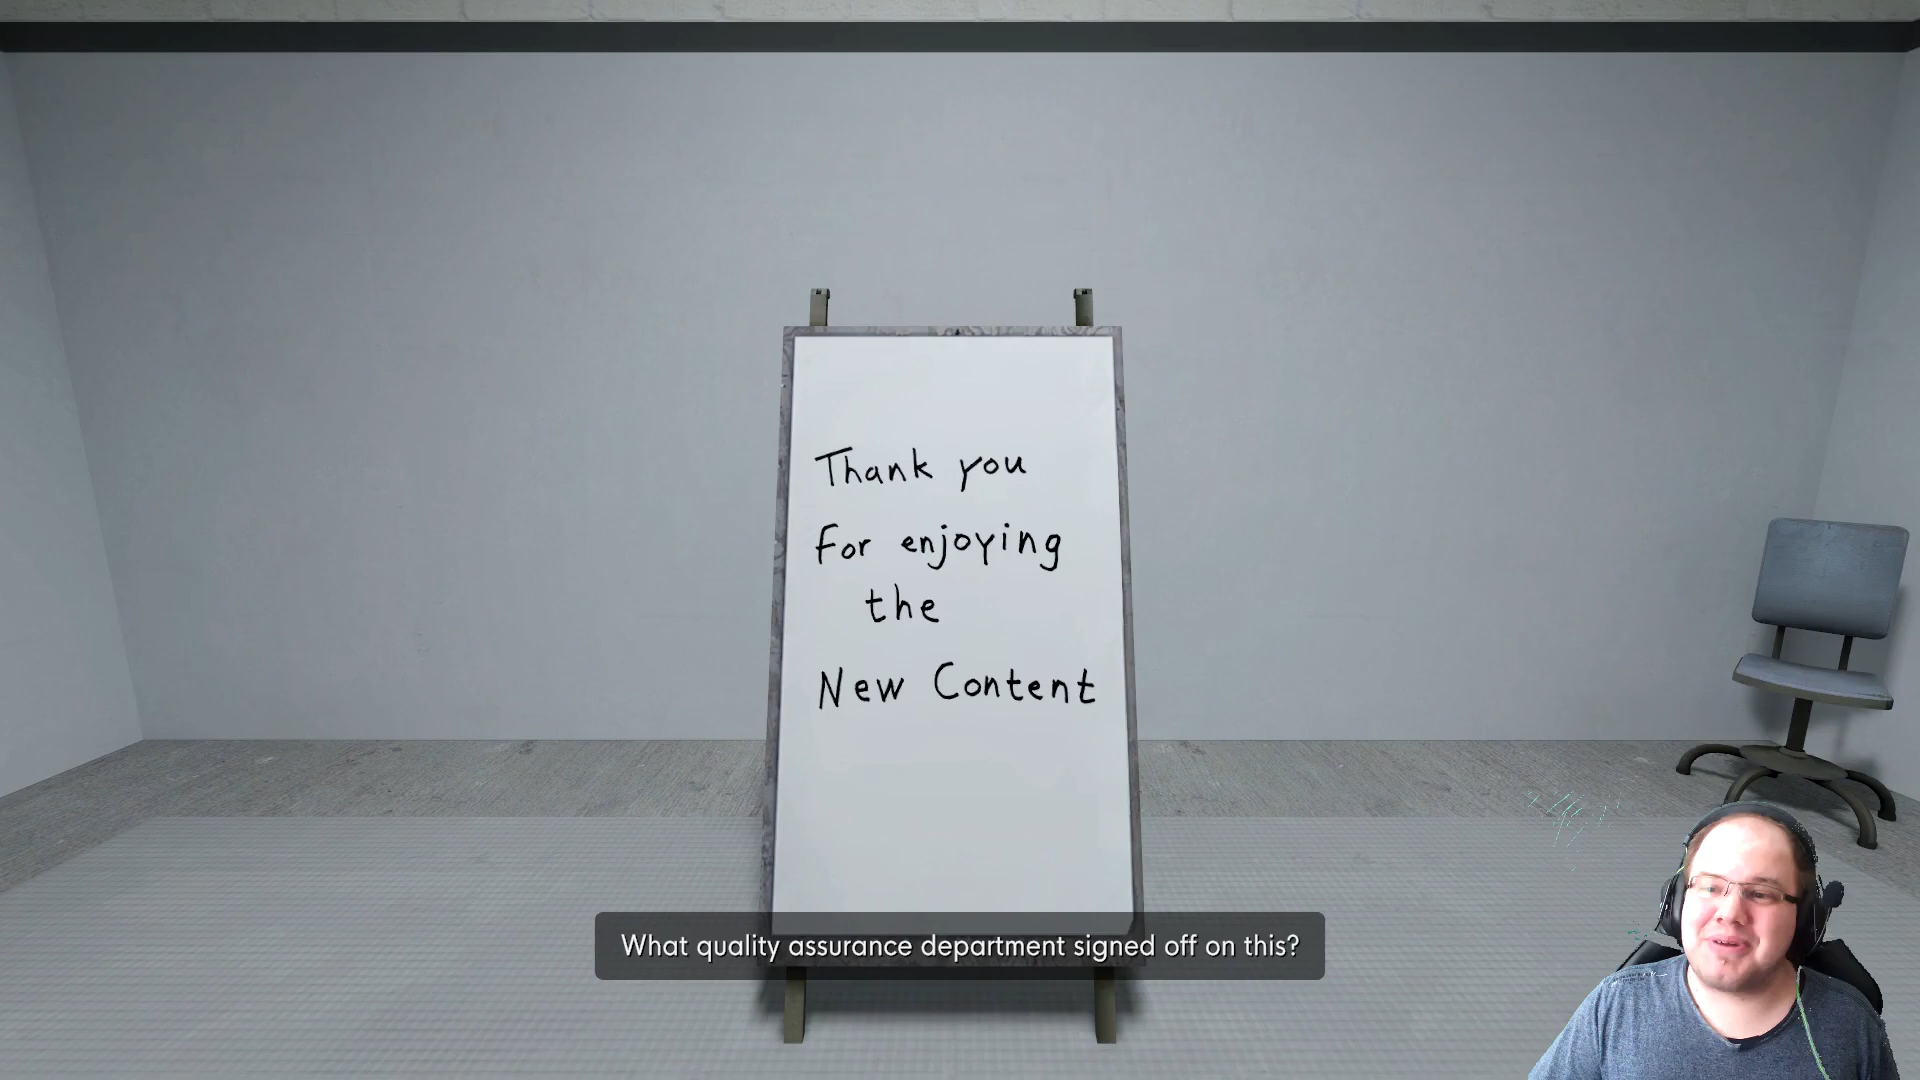 Thank you
For enjoying
the
New Content
What quality assurance department signed off on this?